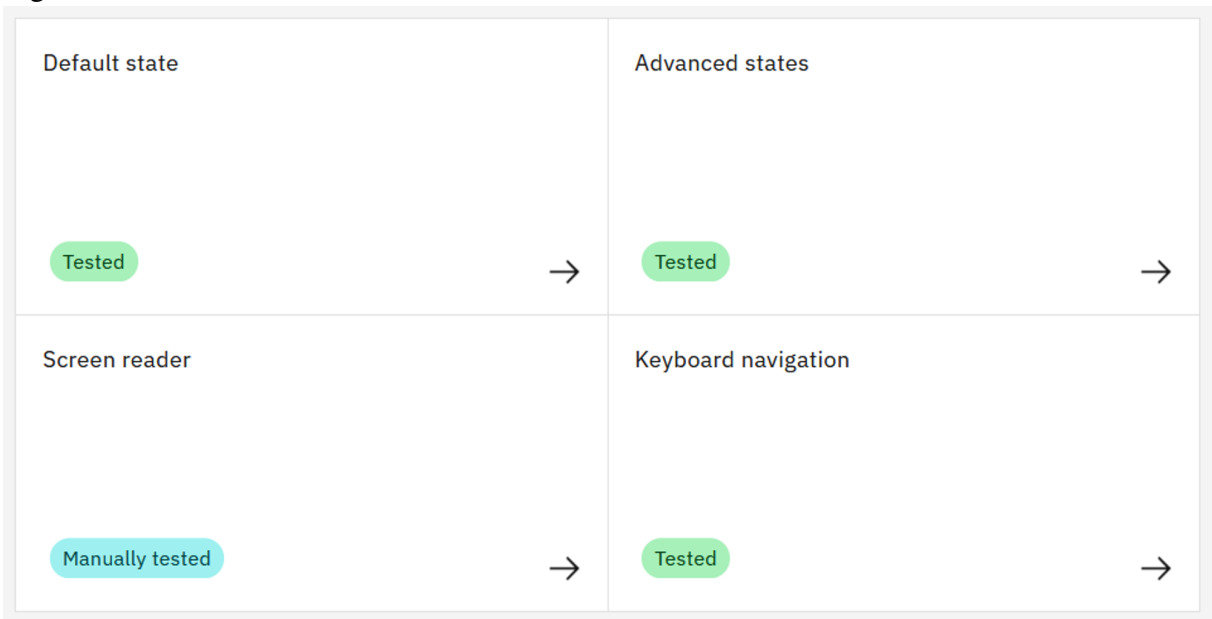 Default state
Advanced states
Tested
Tested
Screen reader
Keyboard navigation
Manually tested
Tested